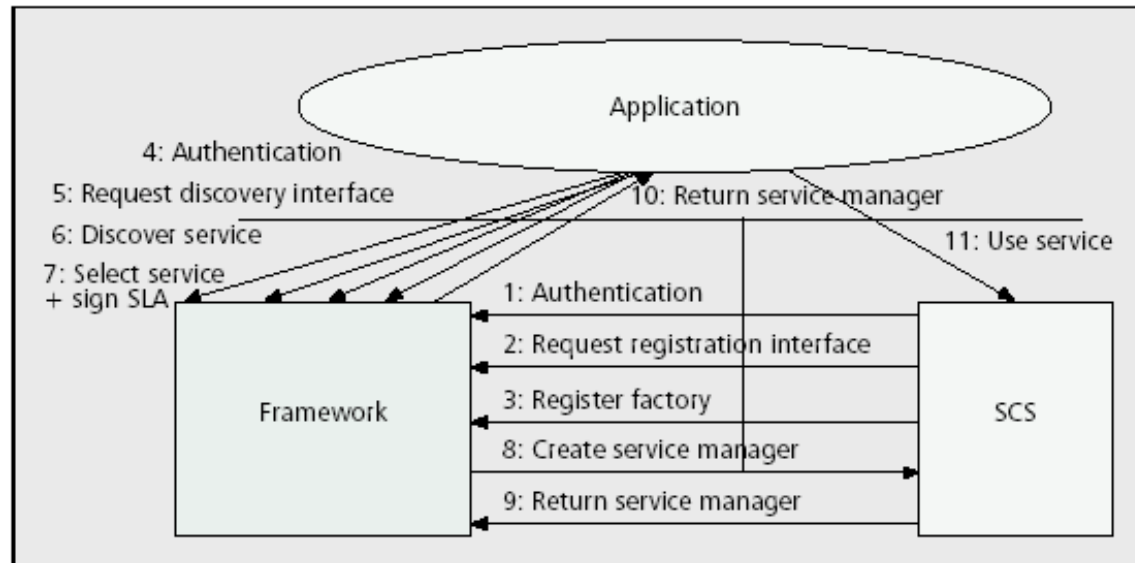 Application
4: Authentication
5: Request discovery interface
10: Return service manager
6: Discover service
11: Use service
7: Select service
+ sign SLA
1: Authentication
2: Request registration interface
3: Register factory
Framework
SCS
8: Create service manager
9: Return service manager